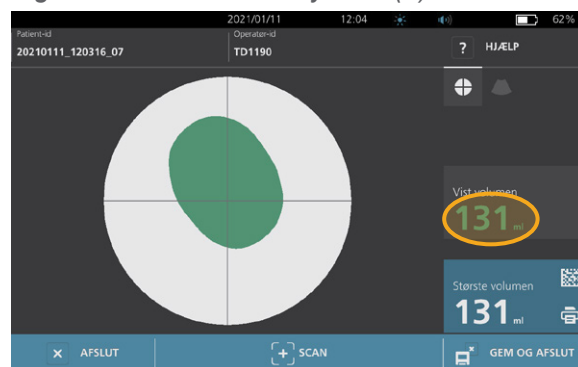 2021/01/11 12:04 62%
Patient-id
20210111_120316_07
Operatør-id
TD1190
? HJÆLP
Vist volumen
131 ml
Største volumen
131 ml
AFSLUT
SCAN
GEM OG AFSLUT